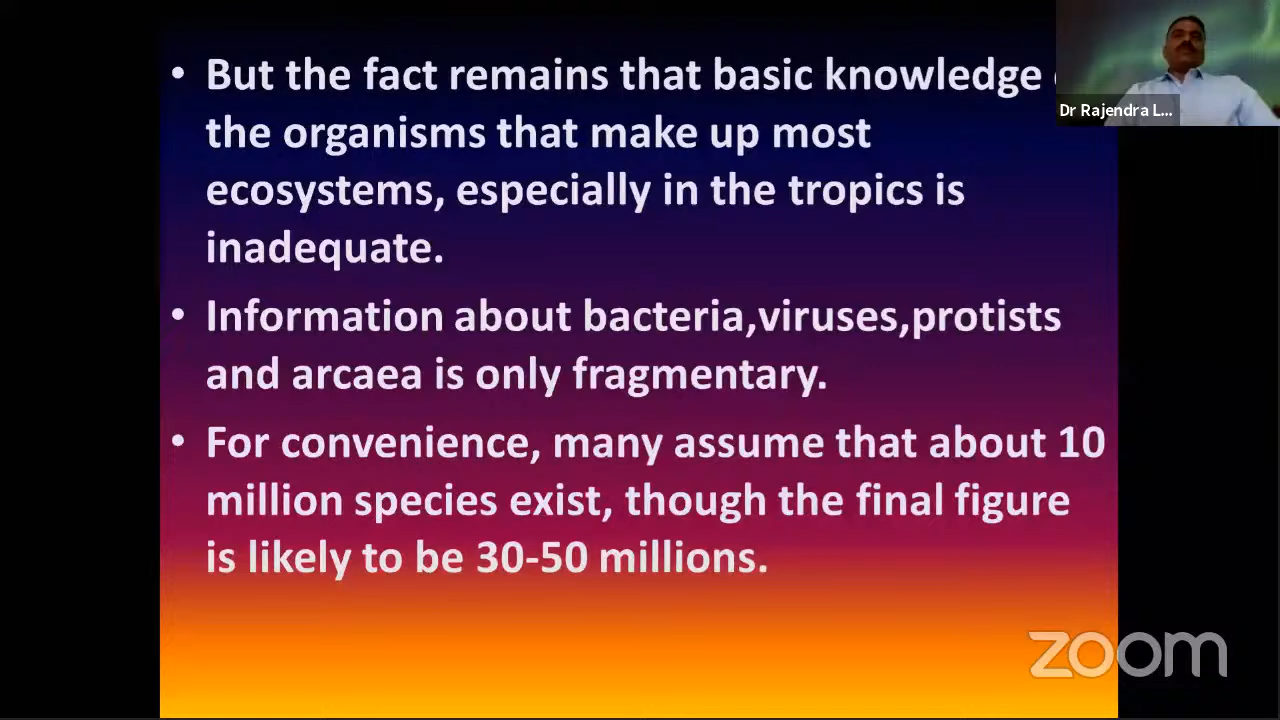 • But the fact remains that basic knowledge
the organisms that make up most
ecosystems, especially in the tropics is
inadequate.
• Information about bacteria,viruses,protists
and arcaea is only fragmentary.
• For convenience, many assume that about 10
million species exist, though the final figure
is likely to be 30-50 millions.
Dr Rajendra L...
zoom